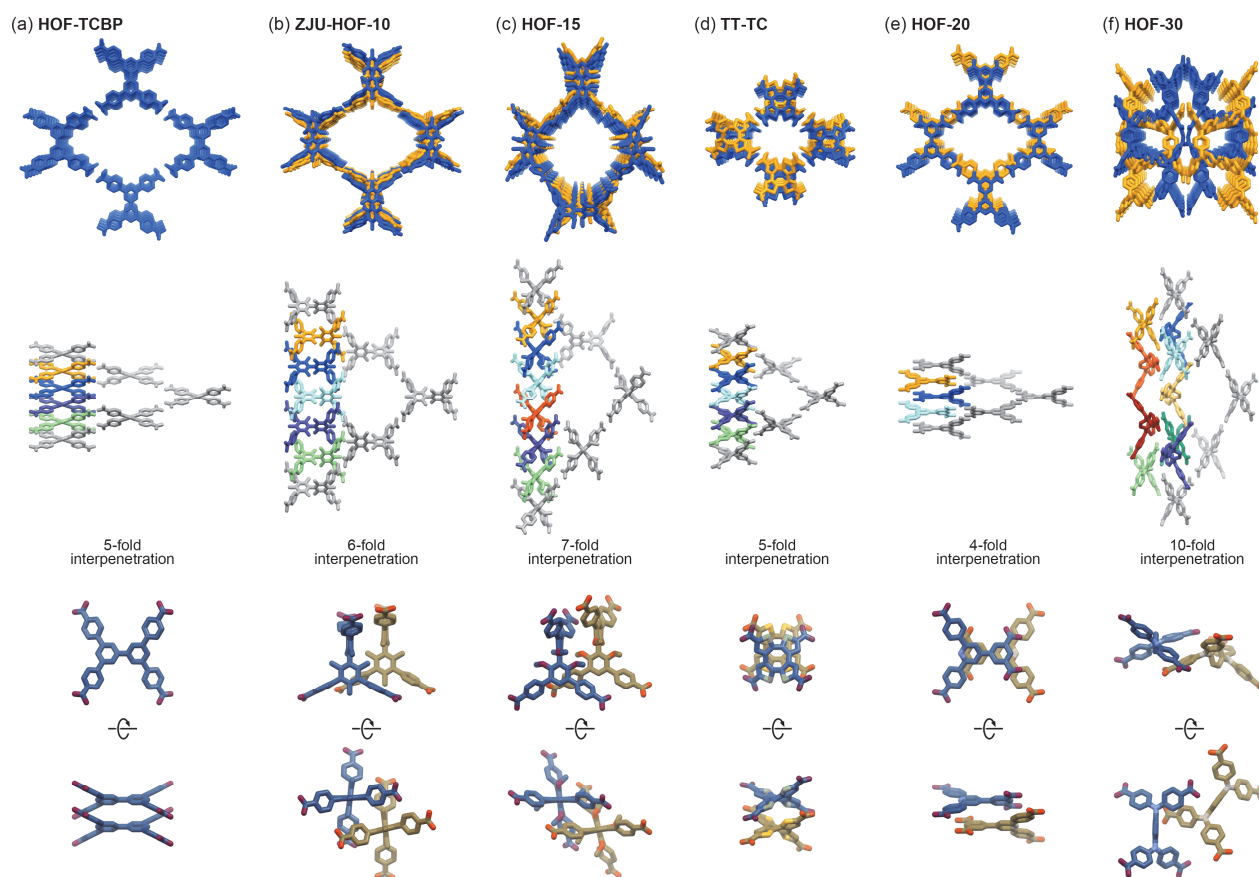 (a) HOF-TCBP
(b) ZJU-HOF-10
(c) HOF-15
(d) TT-TC
(e) HOF-20
(f) HOF-30
5-fold
interpenetration
6-fold
interpenetration
7-fold
interpenetration
5-fold
interpenetration
4-fold
interpenetration
10-fold
interpenetration